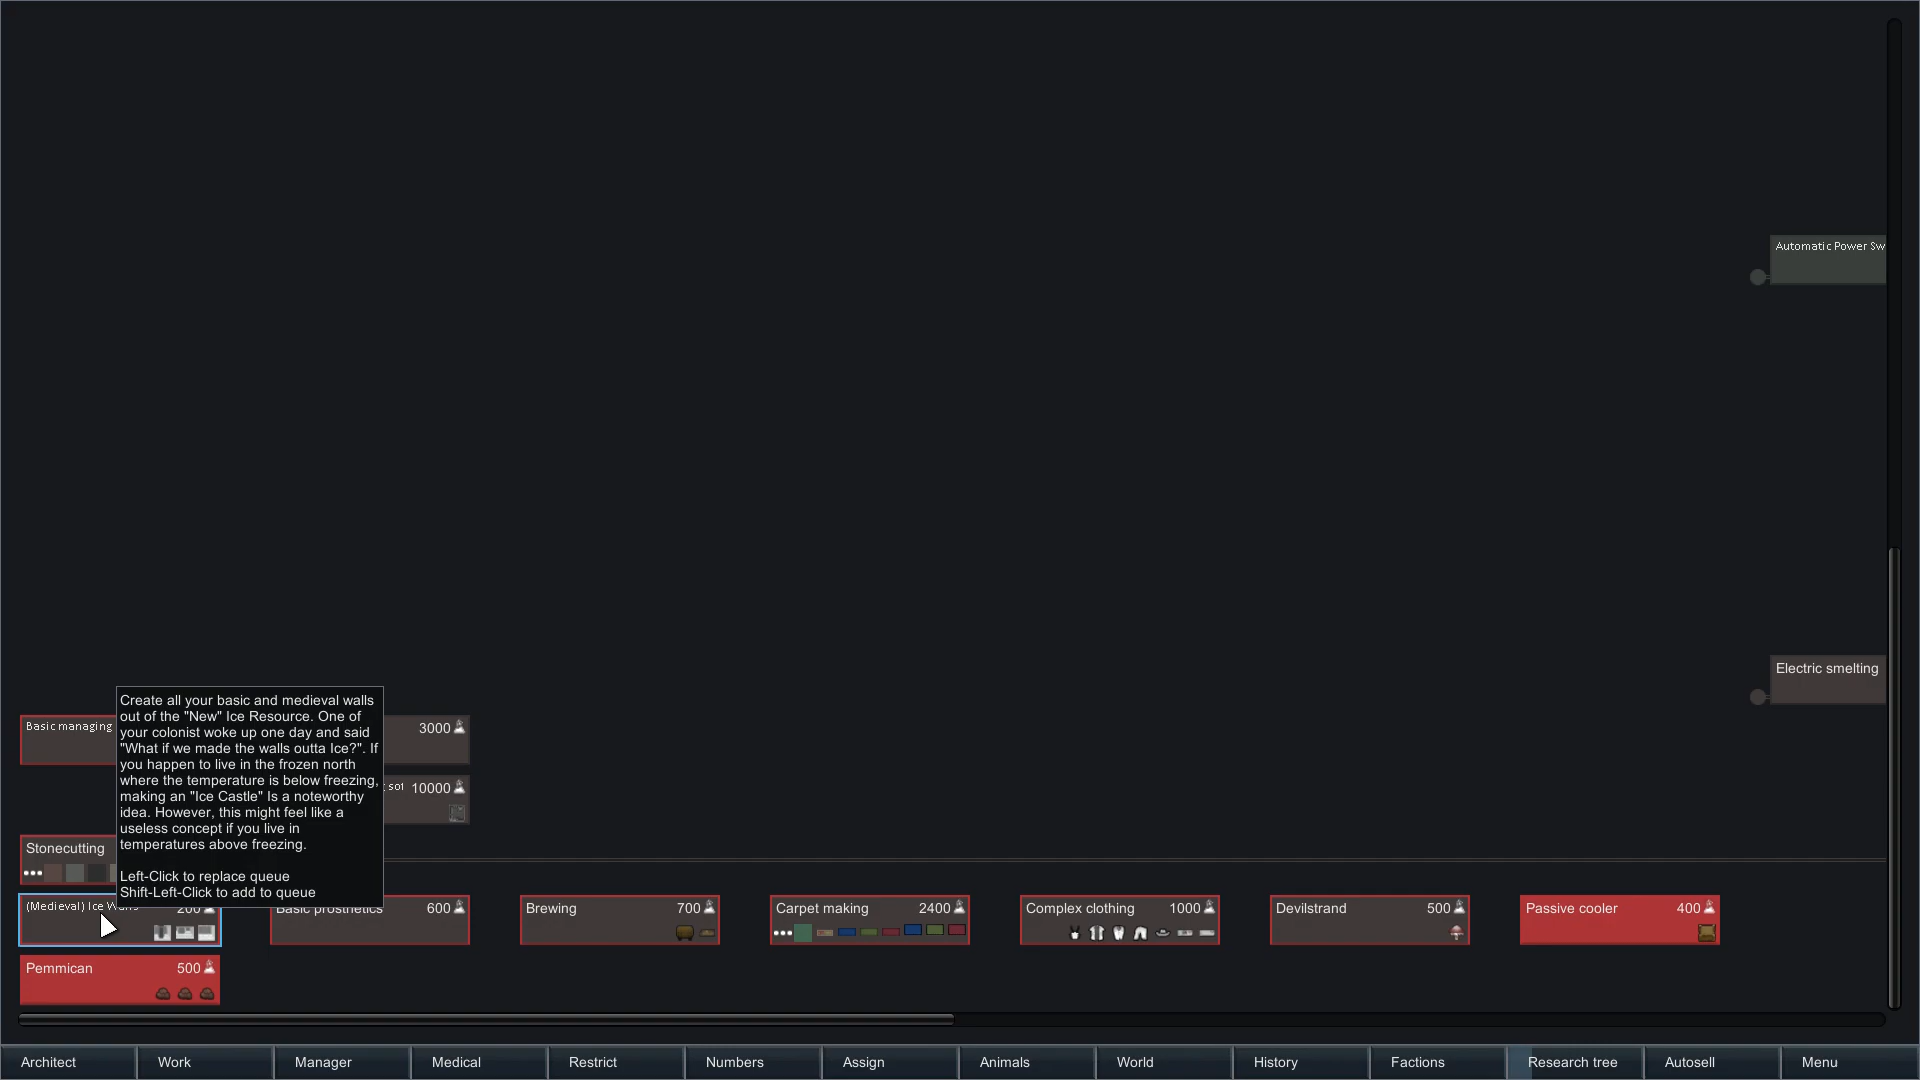 Automatic Power Sw
Electric smelting
Basic managing
3000
10000
Stonecutting
Create all your basic and medieval walls
out of the "New" Ice Resource. One of
your colonist woke up one day and said
"What if we made the walls outta Ice?". If
you happen to live in the frozen north
where the temperature is below freezing,
making an "Ice Castle" Is a noteworthy
idea. However, this might feel like a
useless concept if you live in
temperatures above freezing.
Left-Click to replace queue
Shift-Left-Click to add to queue
(Medieval) Ice Walls 200
Basic prosthetics 600
Brewing 700
Carpet making 2400
Complex clothing 1000
Devilstrand 500
Passive cooler 400
Pemmican 500
Architect Work Manager Medical Restrict Numbers Assign Animals World History Factions Research tree Autosell Menu